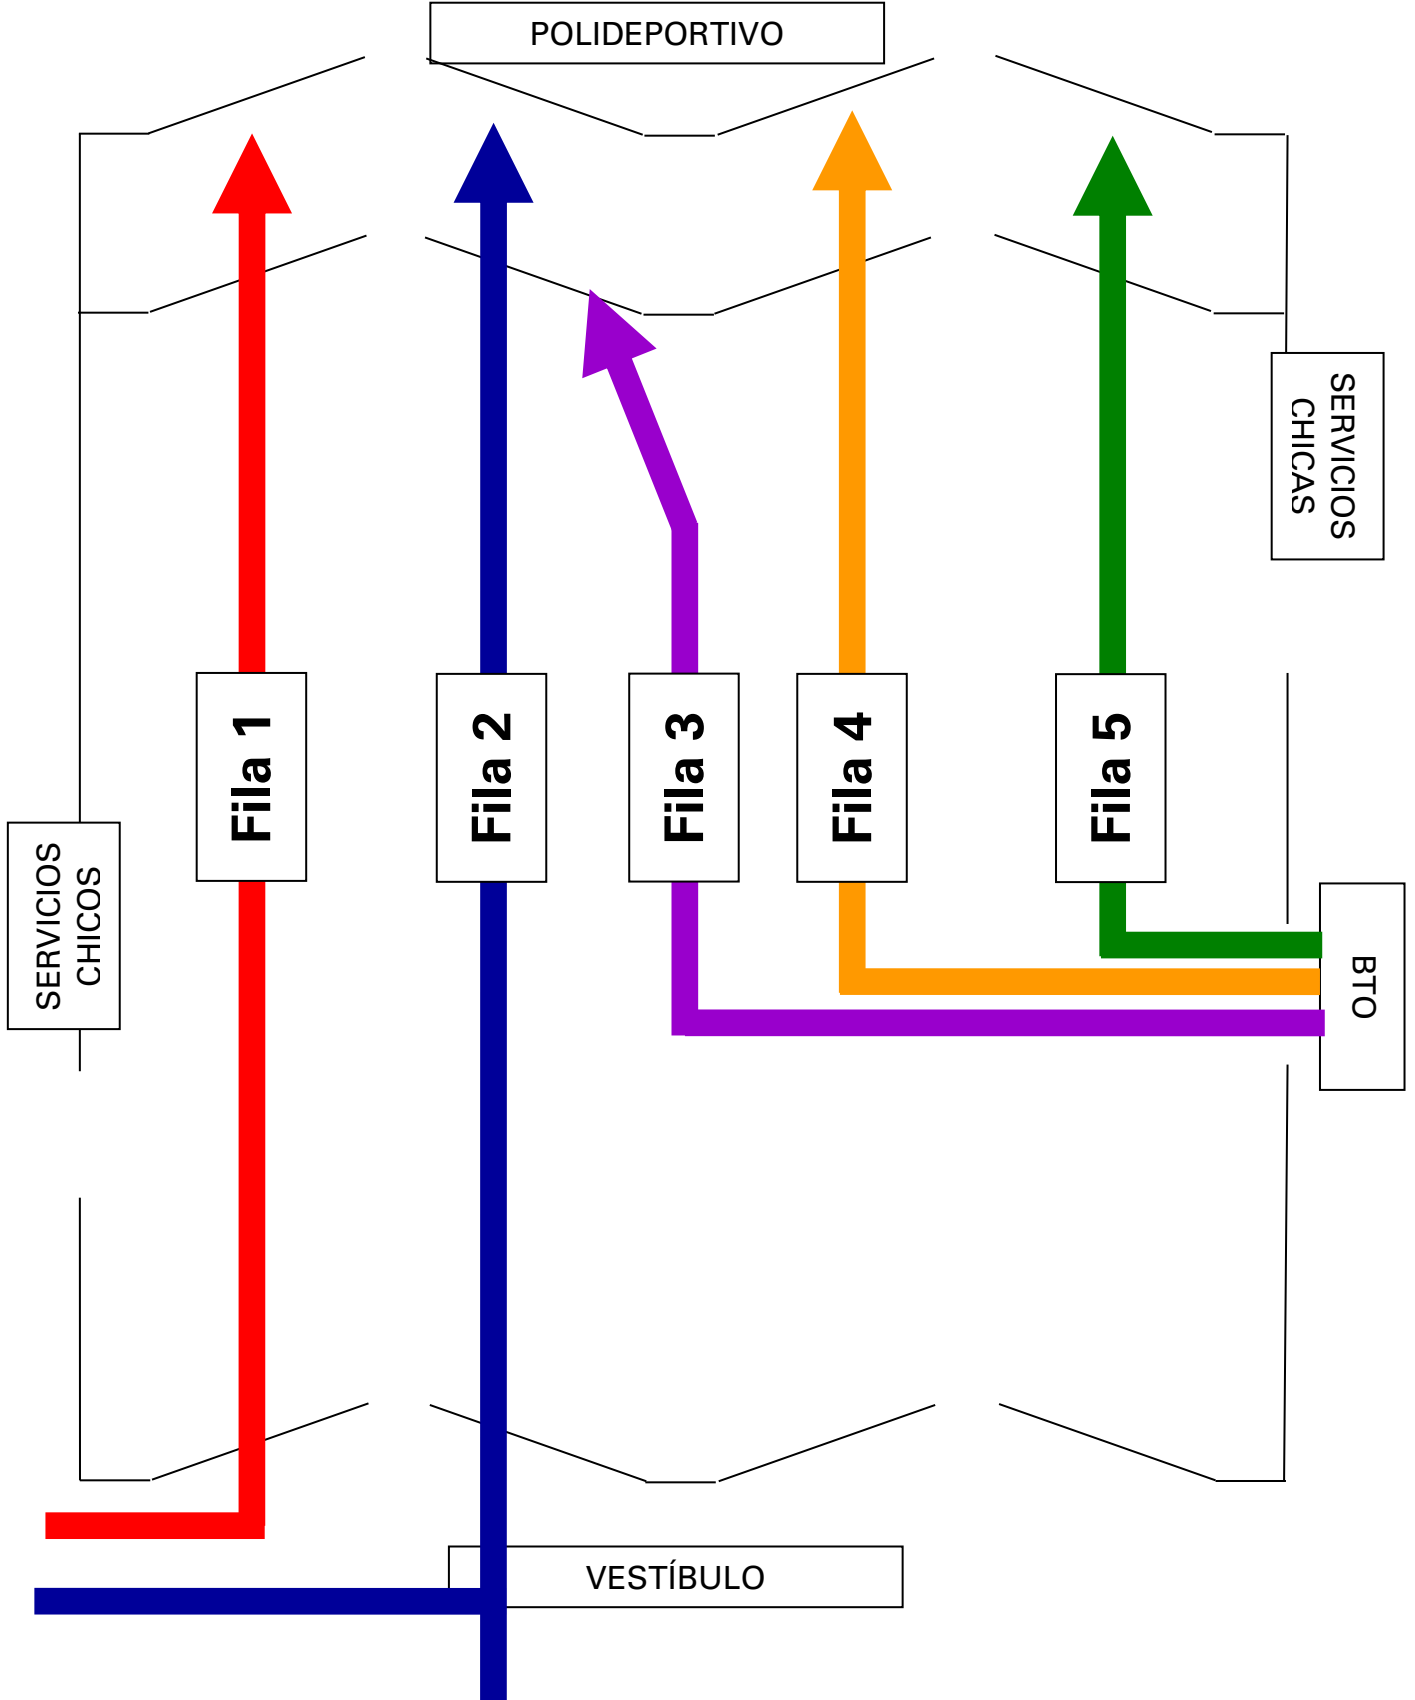 POLIDEPORTIVO
SERVICIOS
CHICAS
Fila 1
Fila 2
Fila 3
Fila 4
Fila 5
SERVICIOS
CHICOS
BTO
VESTÍBULO